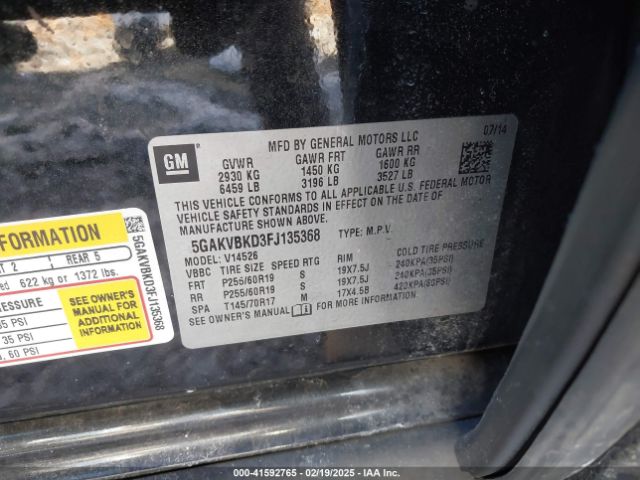 GM
MFD BY GENERAL MOTORS LLC
07/14
GVWR GAWR FRT GAWR RR
2930 KG 1450 KG 1600 KG
6459 LB 3196 LB 3527 LB
THIS VEHICLE CONFORMS TO ALL APPLICABLE U.S. FEDERAL MOTOR
VEHICLE SAFETY STANDARDS IN EFFECT ON THE DATE OF
MANUFACTURE SHOWN ABOVE.
5GAKVBKD3FJ135368 TYPE: M.P.V.
MODEL: V14526
VBBC TIRE SIZE SPEED RTG RIM COLD TIRE PRESSURE
FRT P255/60R19 S 19X7.5J 240KPA(35PSI)
RR P255/60R19 S 19X7.5J 240KPA(35PSI)
SPA T145/70R17 M 17X4.5B 420KPA(60PSI)
SEE OWNER'S MANUAL FOR MORE INFORMATION.
FORMATION
2 REAR 5
622 kg or 1372 lbs.
RESSURE
35 PSI
35 PSI
60 PSI
SEE OWNER'S
MANUAL FOR
ADDITIONAL
INFORMATION
5GAKVBKD3FJ135368
000-41592765 - 02/19/2025 - IAA Inc.